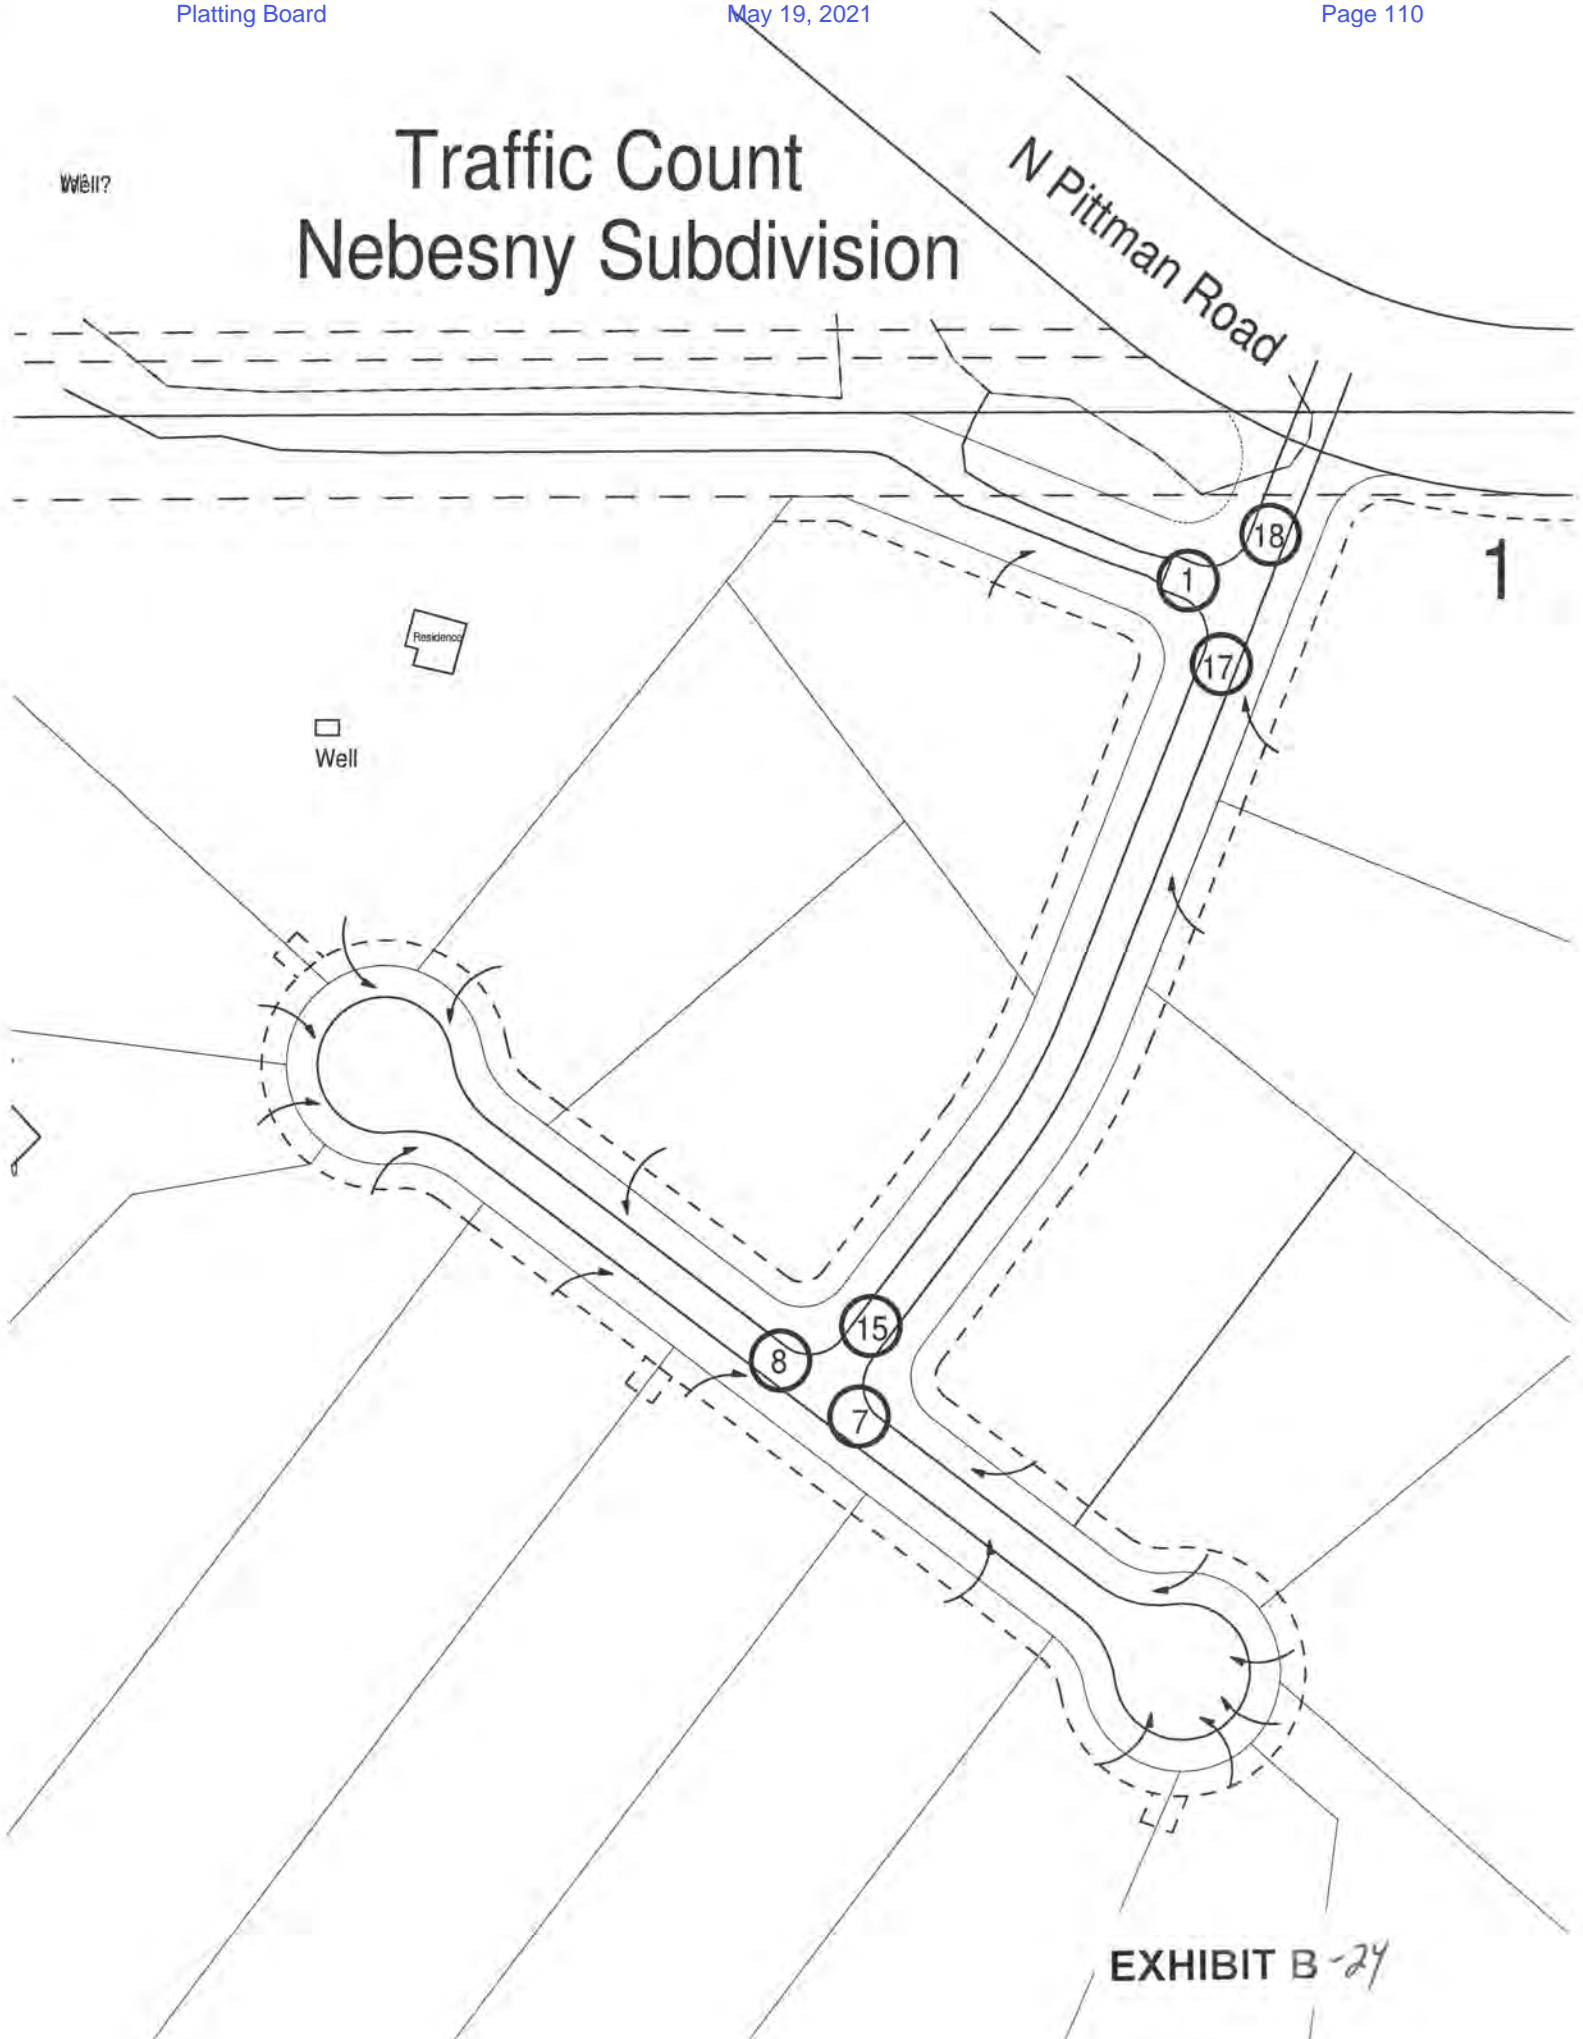 Platting Board May 19, 2021 Page 110
Traffic Count
Nebesny Subdivision
Well?
N Pittman Road
18
1
1
17
Residence
Well
15
8
7
EXHIBIT B-24